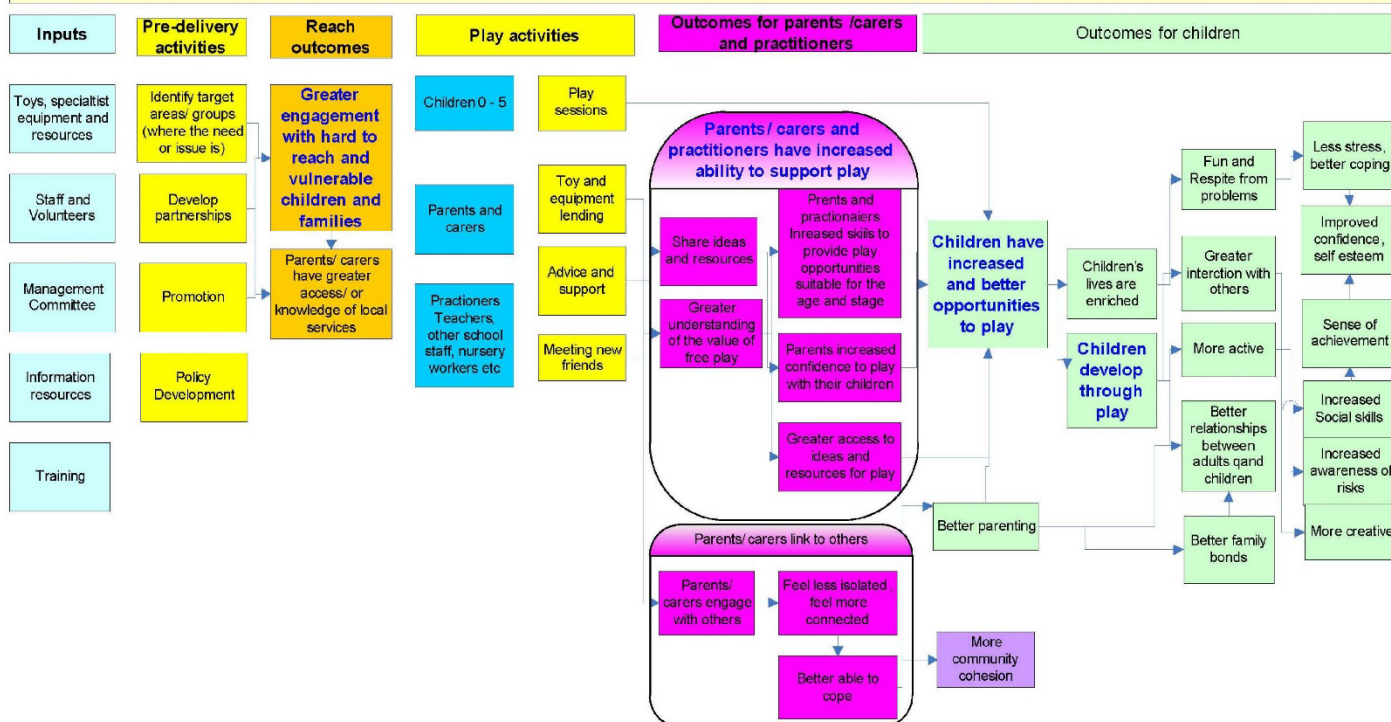 Inputs
Pre-delivery
activities
Reach
outcomes
Play activities
Outcomes for parents /carers
and practitioners
Outcomes for children
Toys, specialtist
equipment and
resources
Staff and
Volunteers
Management
Committee
Information
resources
Training
Identify target
areas/ groups
(where the need
or issue is)
Develop
partnerships
Promotion
Policy
Development
Greater
engagement
with hard to
reach and
vulnerable
children and
families
Parents/ carers
have greater
access/ or
knowledge of local
services
Children 0 - 5
Parents and
carers
Practioners
Teachers,
other school
staff, nursery
workers etc
Play
sessions
Toy and
equipment
lending
Advice and
support
Meeting new
friends
Parents/ carers and
practitioners have increased
ability to support play
Share ideas
and resources
Greater
understanding
of the value of
free play
Prents and
practionaiers
Inreased skiils to
provide play
opportunities
suitable for the
age and stage
Parents increased
confidence to play
with their children
Greater access to
ideas and
resources for play
Parents/ carers link to others
Parents/
carers engage
with others
Feel less isolated ,
feel more
connected
Better able to
cope
More
community
cohesion
Children have
increased
and better
opportunities
to play
Better parenting
Children's
lives are
enriched
Children
develop
through
play
Fun and
Respite from
problems
Greater
interction with
others
More active
Better
relationships
between
adults qand
children
Better family
bonds
Less stress,
better coping
Improved
confidence,
self esteem
Sense of
achievement
Increased
Social skills
Increased
awareness of
risks
More creative